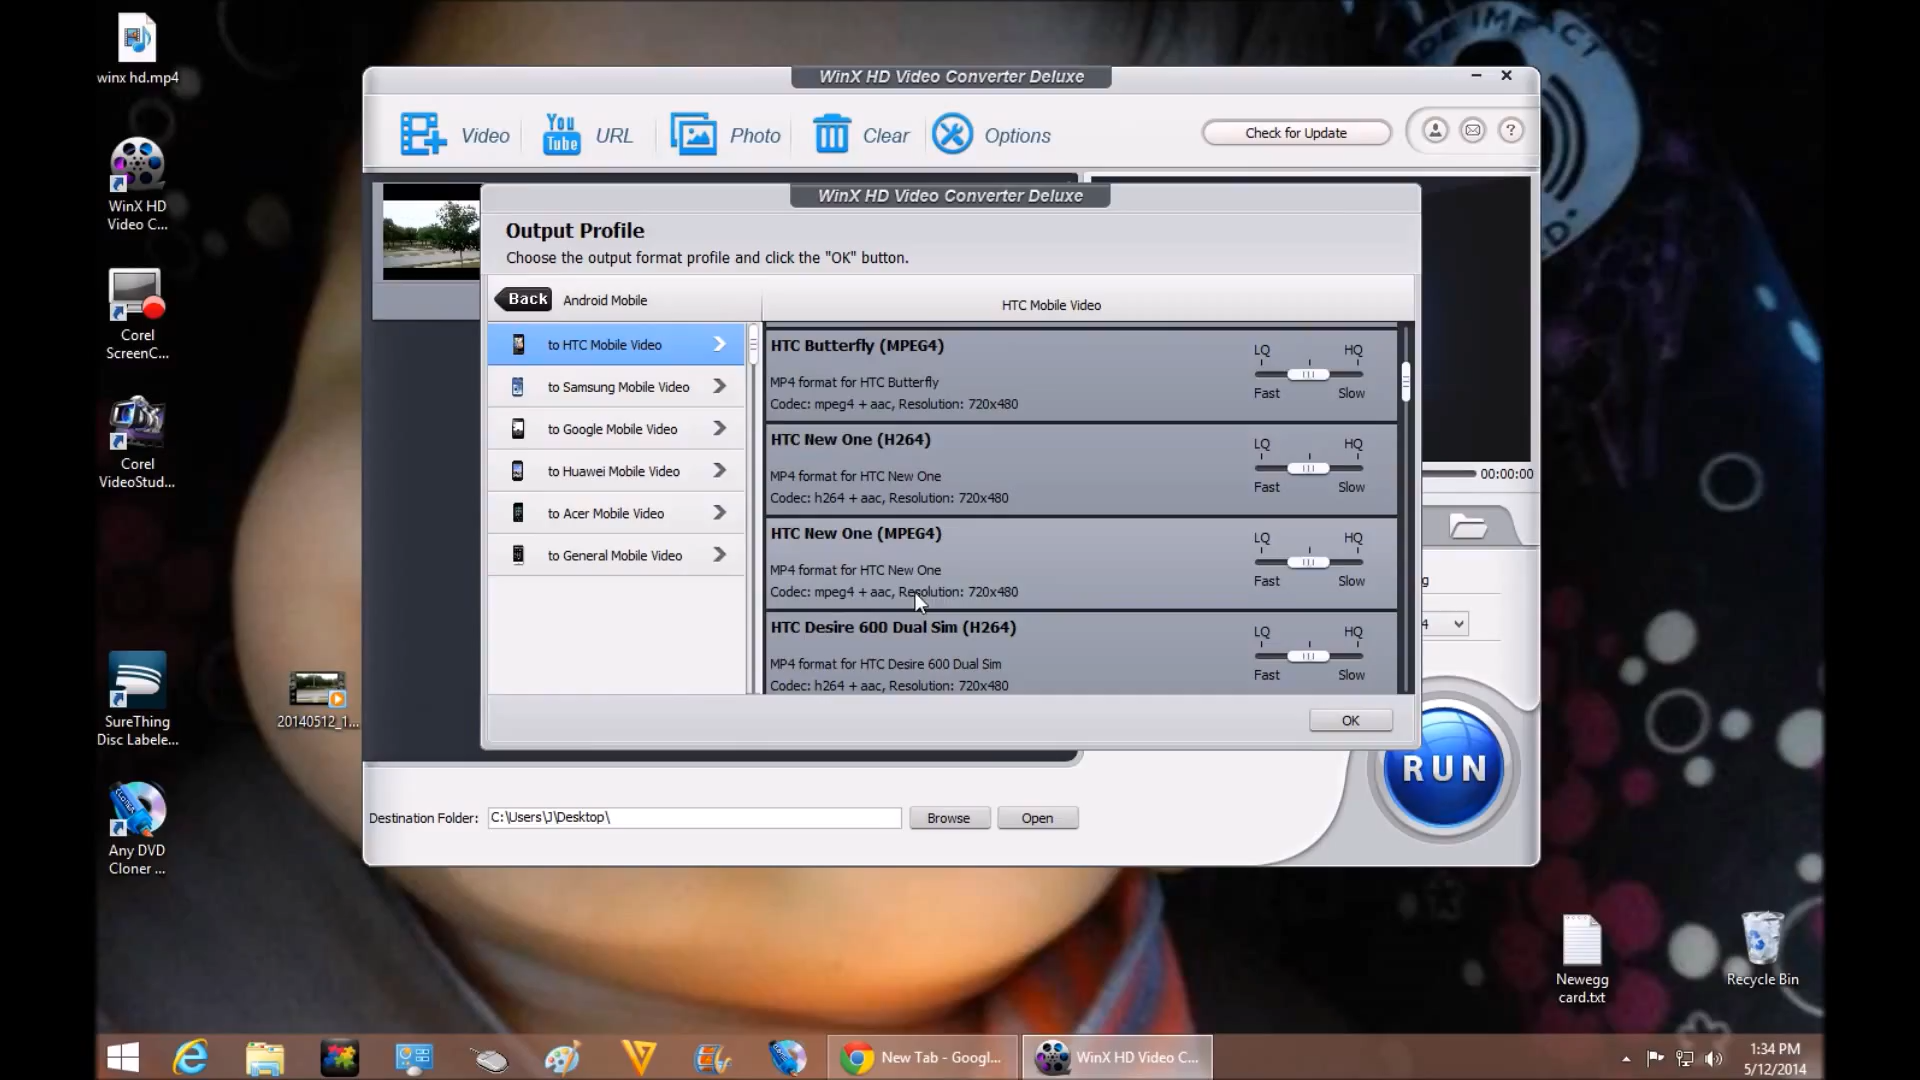 winx hd.mp4
WinX HD
Video C...
Corel
ScreenC...
Corel
VideoStud...
SureThing
Disc Labele...
Any DVD
Cloner ...
20140512_1...
WinX HD Video Converter Deluxe
Video
You
Tube
URL
Photo
Clear
Options
Check for Update
?
WinX HD Video Converter Deluxe
Output Profile
Choose the output format profile and click the "OK" button.
Back
Android Mobile
HTC Mobile Video
to HTC Mobile Video
to Samsung Mobile Video
to Google Mobile Video
to Huawei Mobile Video
to Acer Mobile Video
to General Mobile Video
HTC Butterfly (MPEG4)
MP4 format for HTC Butterfly
Codec: mpeg4 + aac, Resolution: 720x480
LQ HQ
Fast Slow
HTC New One (H264)
MP4 format for HTC New One
Codec: h264 + aac, Resolution: 720x480
LQ HQ
Fast Slow
HTC New One (MPEG4)
MP4 format for HTC New One
Codec: mpeg4 + aac, Resolution: 720x480
LQ HQ
Fast Slow
HTC Desire 600 Dual Sim (H264)
MP4 format for HTC Desire 600 Dual Sim
Codec: h264 + aac, Resolution: 720x480
LQ HQ
Fast Slow
OK
00:00:00
g
4
RUN
Destination Folder: C:\Users\J\Desktop\
Browse
Open
Newegg
card.txt
Recycle Bin
New Tab - Googl...
WinX HD Video C...
1:34 PM
5/12/2014